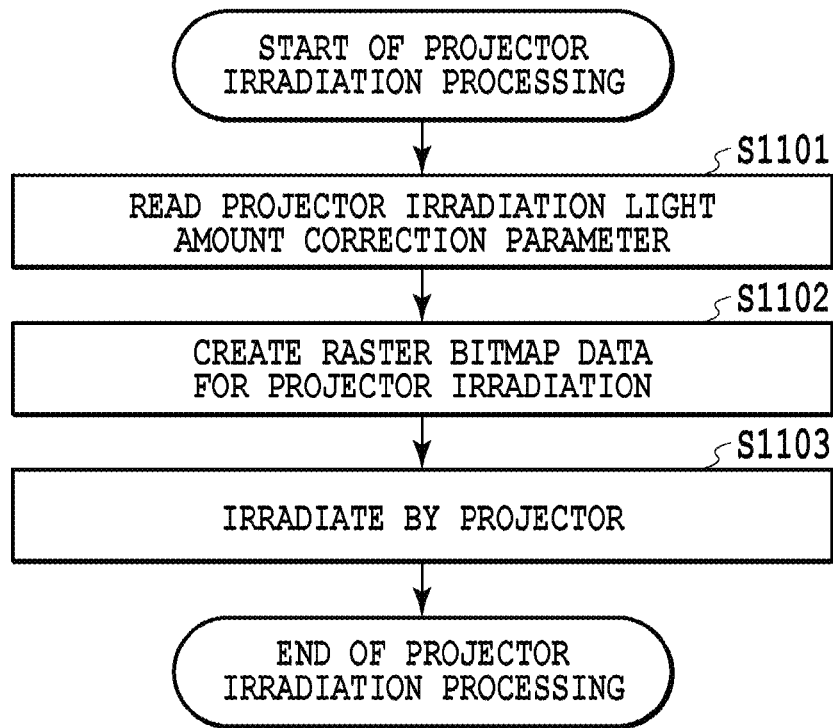 START OF PROJECTOR
IRRADIATION PROCESSING
S1101
READ PROJECTOR IRRADIATION LIGHT
AMOUNT CORRECTION PARAMETER
S1102
CREATE RASTER BITMAP DATA
FOR PROJECTOR IRRADIATION
S1103
IRRADIATE BY PROJECTOR
END OF PROJECTOR
IRRADIATION PROCESSING